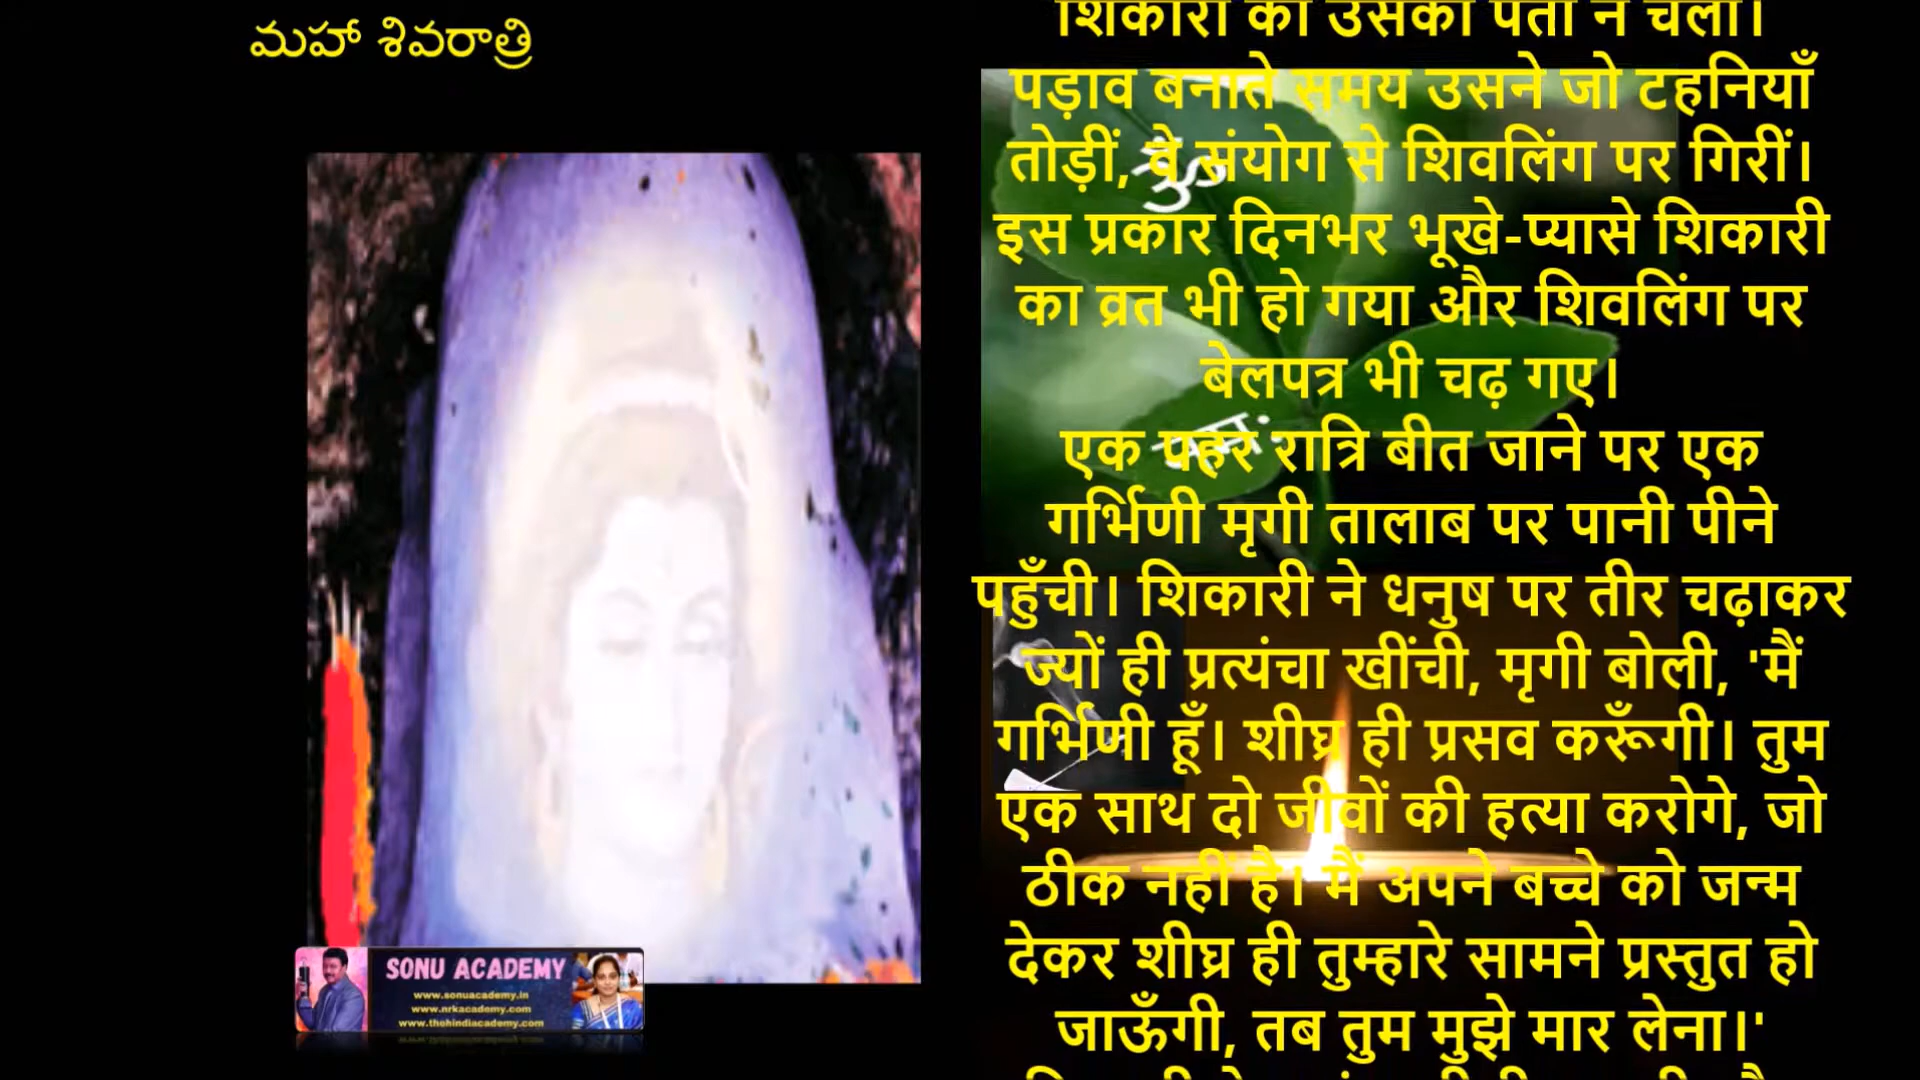 మహా శివరాత్రి
शिकारी को उसका पता न चला।
पड़ाव बनाते समय उसने जो टहनियाँ
तोड़ीं, वे संयोग से शिवलिंग पर गिरीं।
इस प्रकार दिनभर भूखे-प्यासे शिकारी
का व्रत भी हो गया और शिवलिंग पर
बेलपत्र भी चढ़ गए।
एक पहर रात्रि बीत जाने पर एक
गर्भिणी मृगी तालाब पर पानी पीने
पहुँची। शिकारी ने धनुष पर तीर चढ़ाकर
ज्यों ही प्रत्यंचा खींची, मृगी बोली, 'मैं
गर्भिणी हूँ। शीघ्र ही प्रसव करूँगी। तुम
एक साथ दो जीवों की हत्या करोगे, जो
ठीक नहीं है। मैं अपने बच्चे को जन्म
देकर शीघ्र ही तुम्हारे सामने प्रस्तुत हो
जाऊँगी, तब तुम मुझे मार लेना।'
ॐ
नमः
SONU ACADEMY
www.sonuacademy.in
www.nrkacademy.com
www.thehindiacademy.com